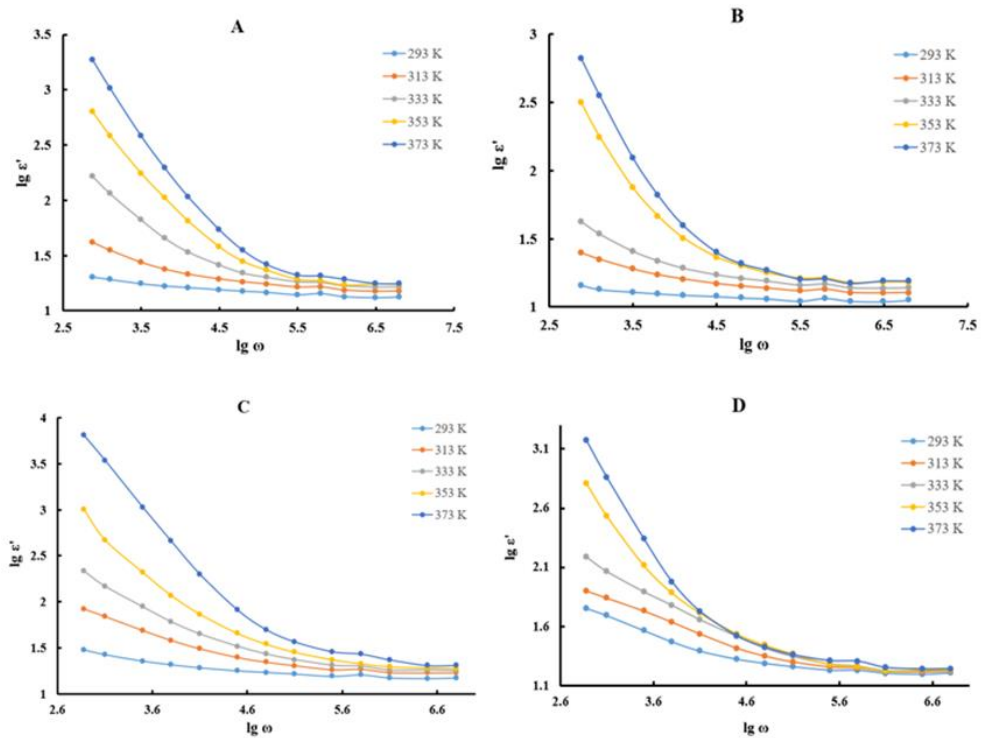 A
3.5
3
2.5
2
1.5
1
lg ε'
2.5 3.5 4.5 5.5 6.5 7.5
lg ω
293 K
313 K
333 K
353 K
373 K
B
3
2.5
2
1.5
1
lg ε'
2.5 3.5 4.5 5.5 6.5 7.5
lg ω
293 K
313 K
333 K
353 K
373 K
C
4
3.5
3
2.5
2
1.5
1
lg ε'
2.6 3.6 4.6 5.6 6.6
lg ω
293 K
313 K
333 K
353 K
373 K
D
3.1
2.6
2.1
1.6
1.1
lg ε'
2.6 3.6 4.6 5.6 6.6
lg ω
293 K
313 K
333 K
353 K
373 K